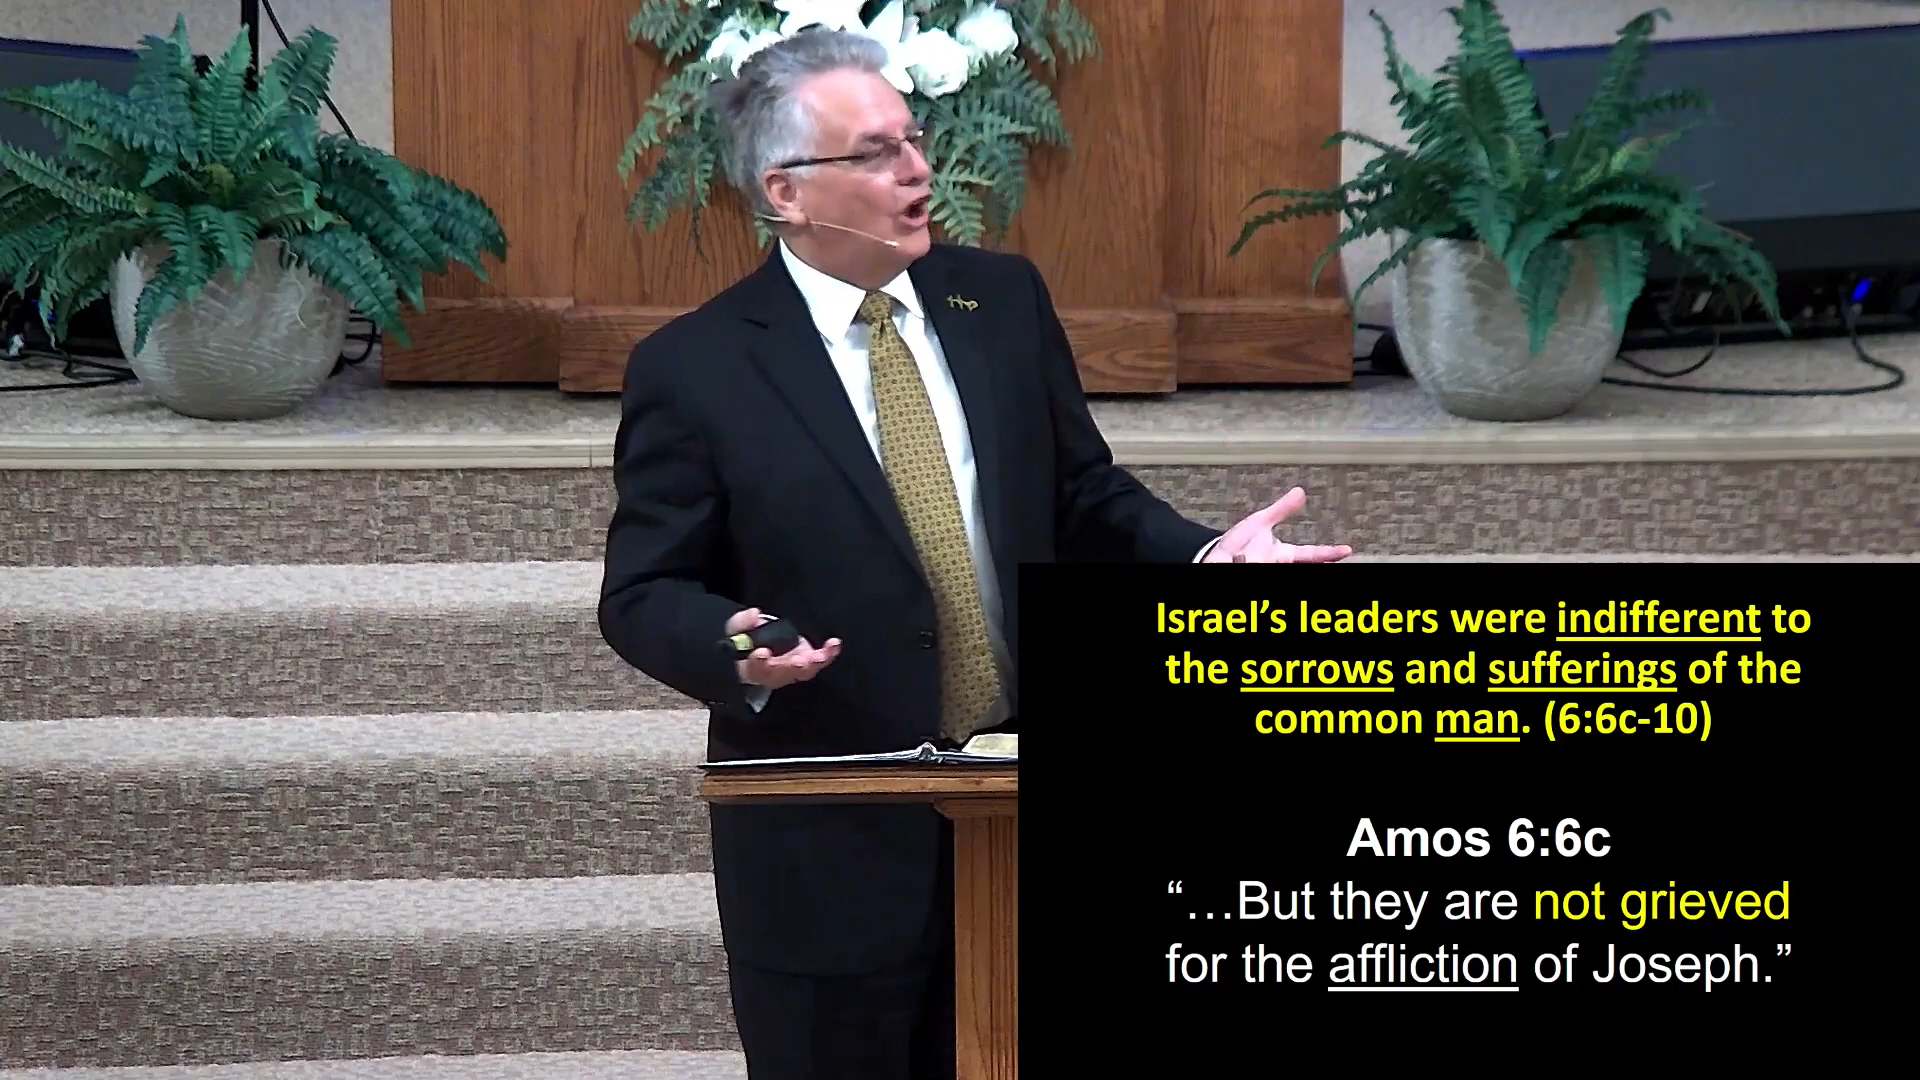 Israel’s leaders were indifferent to
the sorrows and sufferings of the
common man. (6:6c-10)
Amos 6:6c
“…But they are not grieved
for the affliction of Joseph.”